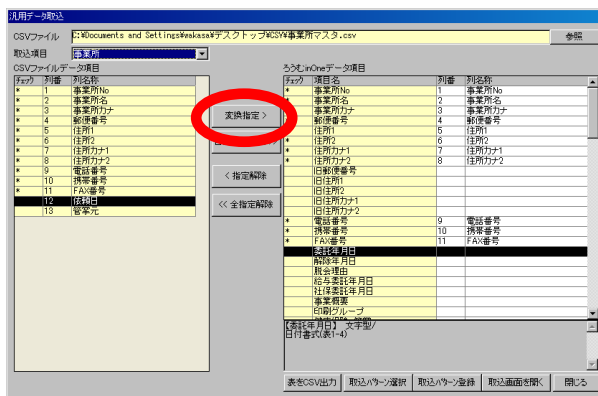 汎用データ取込
CSVファイル C:¥Documents and Settings¥wakasa¥デスクトップ¥CSV¥事業所マスタ.csv 参照
取込項目 事業所
CSVファイルデータ項目
ﾁｪｯｸ 列番 列名称
* 1 事業所No
* 2 事業所名
* 3 事業所カナ
* 4 郵便番号
* 5 住所1
* 6 住所2
* 7 住所カナ1
* 8 住所カナ2
* 9 電話番号
* 10 携帯番号
* 11 FAX番号
12 依頼日
13 管掌元
変換指定 >
< 指定解除
<< 全指定解除
ろうむinOneデータ項目
ﾁｪｯｸ 項目名 列番 列名称
* 事業所No 1 事業所No
* 事業所名 2 事業所名
* 事業所カナ 3 事業所カナ
* 郵便番号 4 郵便番号
* 住所1 5 住所1
* 住所2 6 住所2
* 住所カナ1 7 住所カナ1
* 住所カナ2 8 住所カナ2
旧郵便番号
旧住所1
旧住所2
旧住所カナ1
旧住所カナ2
* 電話番号 9 電話番号
* 携帯番号 10 携帯番号
* FAX番号 11 FAX番号
委託年月日
解除年月日
脱会理由
給与委託年月日
社保委託年月日
事業概要
印刷グループ
【委託年月日】 文字型/
日付書式(表1-4)
表をCSV出力 取込パターン選択 取込パターン登録 取込画面を開く 閉じる